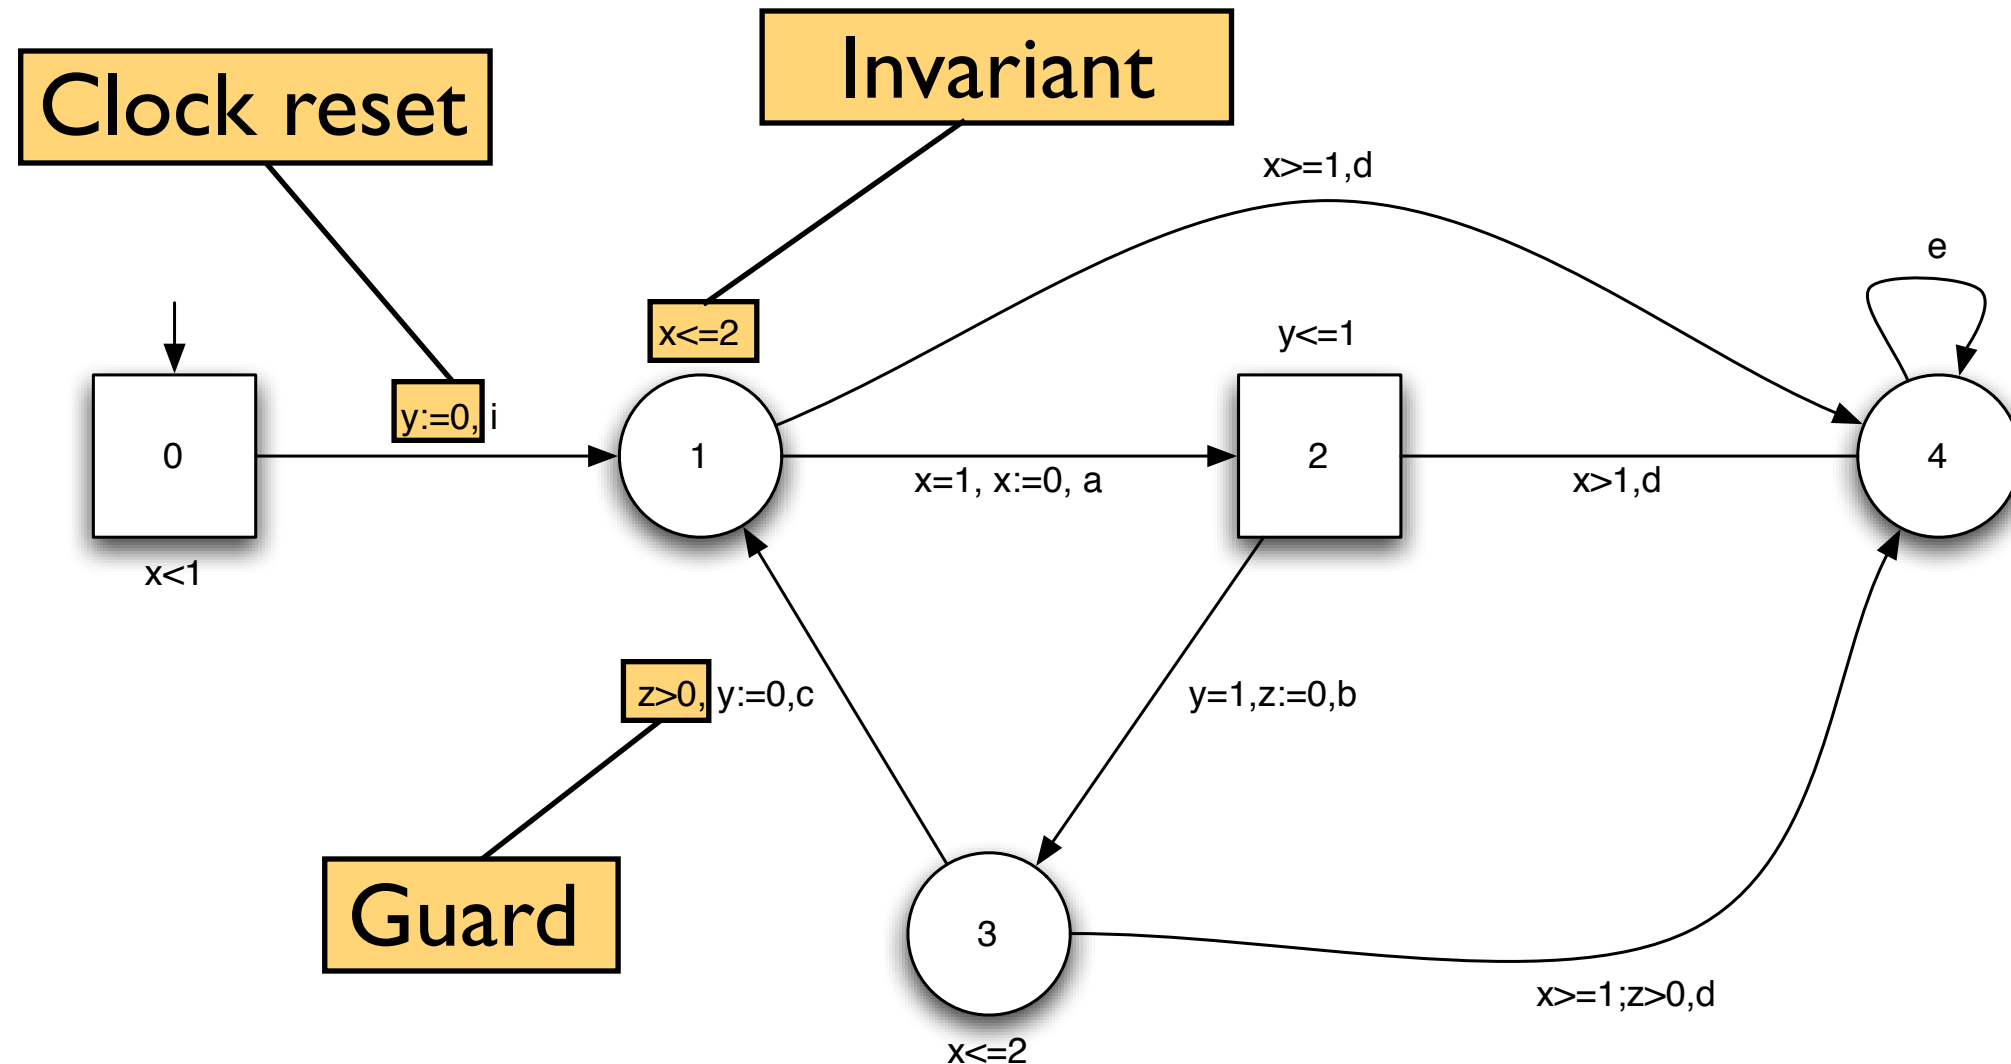 Invariant
Clock reset
x>=1,d
e
x<=2
y<=1
y:=0, i
0
1
2
4
x=1, x:=0, a
x>1,d
x<1
z>0, y:=0,c
y=1,z:=0,b
Guard
3
x>=1;z>0,d
x<=2